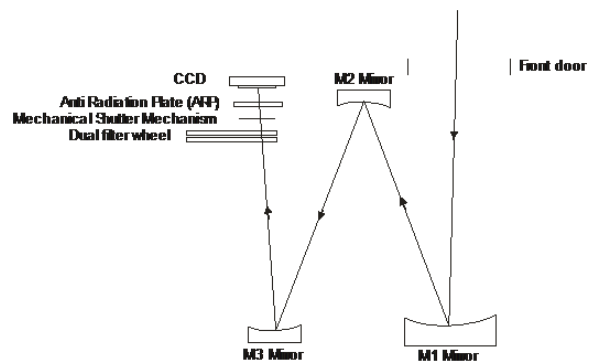 Front door
CCD
M2 Mirror
Anti Radiation Plate (ARP)
Mechanical Shutter Mechanism
Dual filter wheel
M3 Mirror
M1 Mirror